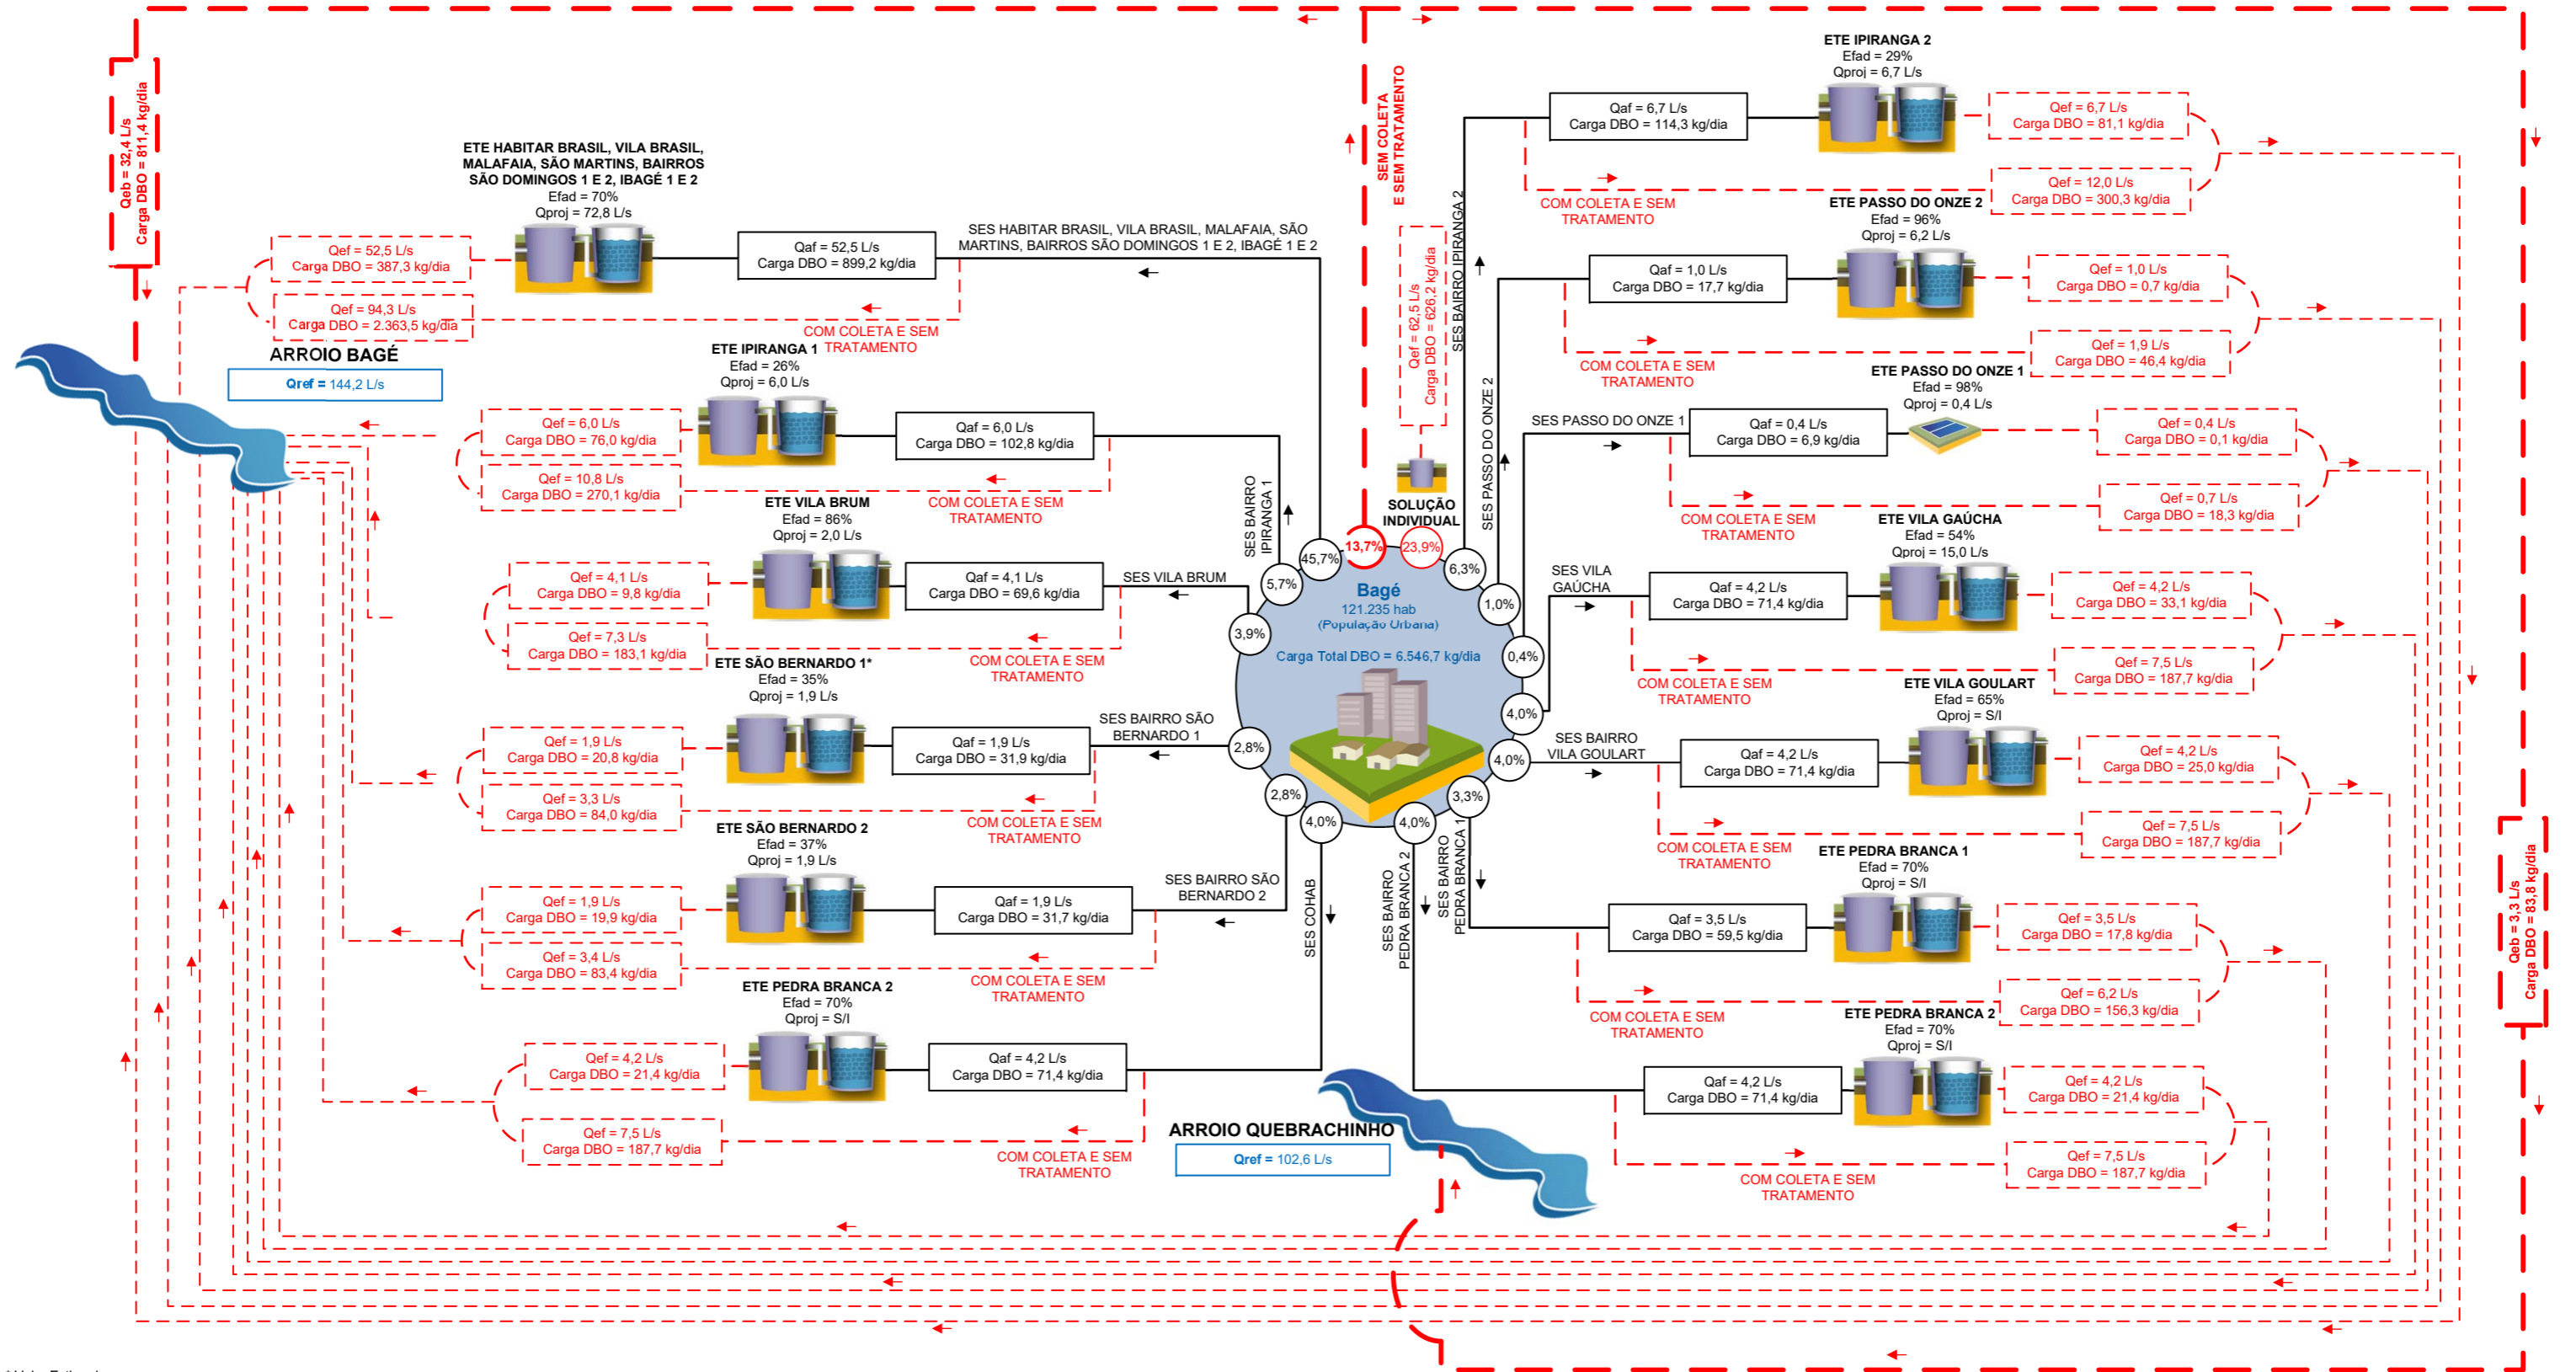 Qeb = 32,4 L/s
Carga DBO = 811,4 kg/dia
ETE HABITAR BRASIL, VILA BRASIL,
MALAFAIA, SÃO MARTINS, BAIRROS
SÃO DOMINGOS 1 E 2, IBAGÉ 1 E 2
Efad = 70%
Qproj = 72,8 L/s
Qef = 52,5 L/s
Carga DBO = 387,3 kg/dia
Qef = 94,3 L/s
Carga DBO = 2.363,5 kg/dia
Qaf = 52,5 L/s
Carga DBO = 899,2 kg/dia
SES HABITAR BRASIL, VILA BRASIL, MALAFAIA, SÃO
MARTINS, BAIRROS SÃO DOMINGOS 1 E 2, IBAGÉ 1 E 2
COM COLETA E SEM
TRATAMENTO
ARROIO BAGÉ
Qref = 144,2 L/s
ETE IPIRANGA 1
Efad = 26%
Qproj = 6,0 L/s
Qef = 6,0 L/s
Carga DBO = 76,0 kg/dia
Qef = 10,8 L/s
Carga DBO = 270,1 kg/dia
Qaf = 6,0 L/s
Carga DBO = 102,8 kg/dia
COM COLETA E SEM
TRATAMENTO
SES BAIRRO
IPIRANGA 1
ETE VILA BRUM
Efad = 86%
Qproj = 2,0 L/s
Qef = 4,1 L/s
Carga DBO = 9,8 kg/dia
Qef = 7,3 L/s
Carga DBO = 183,1 kg/dia
Qaf = 4,1 L/s
Carga DBO = 69,6 kg/dia
SES VILA BRUM
COM COLETA E SEM
TRATAMENTO
ETE SÃO BERNARDO 1*
Efad = 35%
Qproj = 1,9 L/s
Qef = 1,9 L/s
Carga DBO = 20,8 kg/dia
Qef = 3,3 L/s
Carga DBO = 84,0 kg/dia
Qaf = 1,9 L/s
Carga DBO = 31,9 kg/dia
SES BAIRRO SÃO
BERNARDO 1
COM COLETA E SEM
TRATAMENTO
ETE SÃO BERNARDO 2
Efad = 37%
Qproj = 1,9 L/s
Qef = 1,9 L/s
Carga DBO = 19,9 kg/dia
Qef = 3,4 L/s
Carga DBO = 83,4 kg/dia
Qaf = 1,9 L/s
Carga DBO = 31,7 kg/dia
SES BAIRRO SÃO
BERNARDO 2
COM COLETA E SEM
TRATAMENTO
ETE PEDRA BRANCA 2
Efad = 70%
Qproj = S/I
Qef = 4,2 L/s
Carga DBO = 21,4 kg/dia
Qef = 7,5 L/s
Carga DBO = 187,7 kg/dia
Qaf = 4,2 L/s
Carga DBO = 71,4 kg/dia
SES COHAB
COM COLETA E SEM
TRATAMENTO
SEM COLETA
E SEM TRATAMENTO
Qef = 62,5 L/s
Carga DBO = 626,2 kg/dia
SOLUÇÃO
INDIVIDUAL
45,7%
13,7%
23,9%
5,7%
6,3%
3,9%
1,0%
2,8%
0,4%
2,8%
4,0%
4,0%
4,0%
4,0%
3,3%
Bagé
121.235 hab
(População Urbana)
Carga Total DBO = 6.546,7 kg/dia
ARROIO QUEBRACHINHO
Qref = 102,6 L/s
ETE IPIRANGA 2
Efad = 29%
Qproj = 6,7 L/s
SES BAIRRO IPIRANGA 2
Qaf = 6,7 L/s
Carga DBO = 114,3 kg/dia
Qef = 6,7 L/s
Carga DBO = 81,1 kg/dia
Qef = 12,0 L/s
Carga DBO = 300,3 kg/dia
COM COLETA E SEM
TRATAMENTO
ETE PASSO DO ONZE 2
Efad = 96%
Qproj = 6,2 L/s
SES PASSO DO ONZE 2
Qaf = 1,0 L/s
Carga DBO = 17,7 kg/dia
Qef = 1,0 L/s
Carga DBO = 0,7 kg/dia
Qef = 1,9 L/s
Carga DBO = 46,4 kg/dia
COM COLETA E SEM
TRATAMENTO
ETE PASSO DO ONZE 1
Efad = 98%
Qproj = 0,4 L/s
SES PASSO DO ONZE 1
Qaf = 0,4 L/s
Carga DBO = 6,9 kg/dia
Qef = 0,4 L/s
Carga DBO = 0,1 kg/dia
Qef = 0,7 L/s
Carga DBO = 18,3 kg/dia
COM COLETA E SEM
TRATAMENTO
ETE VILA GAÚCHA
Efad = 54%
Qproj = 15,0 L/s
SES VILA
GAÚCHA
Qaf = 4,2 L/s
Carga DBO = 71,4 kg/dia
Qef = 4,2 L/s
Carga DBO = 33,1 kg/dia
Qef = 7,5 L/s
Carga DBO = 187,7 kg/dia
COM COLETA E SEM
TRATAMENTO
ETE VILA GOULART
Efad = 65%
Qproj = S/I
SES BAIRRO
VILA GOULART
Qaf = 4,2 L/s
Carga DBO = 71,4 kg/dia
Qef = 4,2 L/s
Carga DBO = 25,0 kg/dia
Qef = 7,5 L/s
Carga DBO = 187,7 kg/dia
COM COLETA E SEM
TRATAMENTO
ETE PEDRA BRANCA 1
Efad = 70%
Qproj = S/I
SES BAIRRO
PEDRA BRANCA 1
Qaf = 3,5 L/s
Carga DBO = 59,5 kg/dia
Qef = 3,5 L/s
Carga DBO = 17,8 kg/dia
Qef = 6,2 L/s
Carga DBO = 156,3 kg/dia
COM COLETA E SEM
TRATAMENTO
ETE PEDRA BRANCA 2
Efad = 70%
Qproj = S/I
SES BAIRRO
PEDRA BRANCA 2
Qaf = 4,2 L/s
Carga DBO = 71,4 kg/dia
Qef = 4,2 L/s
Carga DBO = 21,4 kg/dia
Qef = 7,5 L/s
Carga DBO = 187,7 kg/dia
COM COLETA E SEM
TRATAMENTO
Qeb = 3,3 L/s
Carga DBO = 83,8 kg/dia